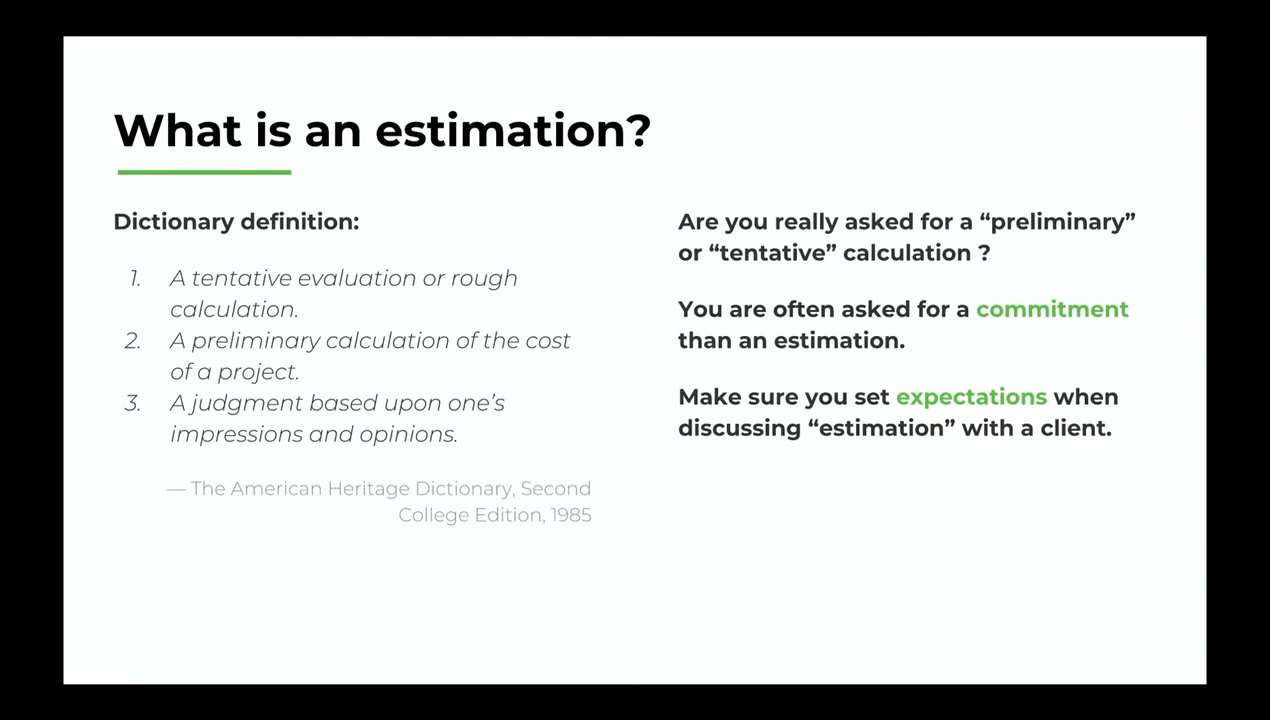 What is an estimation?
Dictionary definition:
1. A tentative evaluation or rough
calculation.
2. A preliminary calculation of the cost
of a project.
3. A judgment based upon one’s
impressions and opinions.
— The American Heritage Dictionary, Second
College Edition, 1985
Are you really asked for a “preliminary”
or “tentative” calculation ?
You are often asked for a commitment
than an estimation.
Make sure you set expectations when
discussing “estimation” with a client.